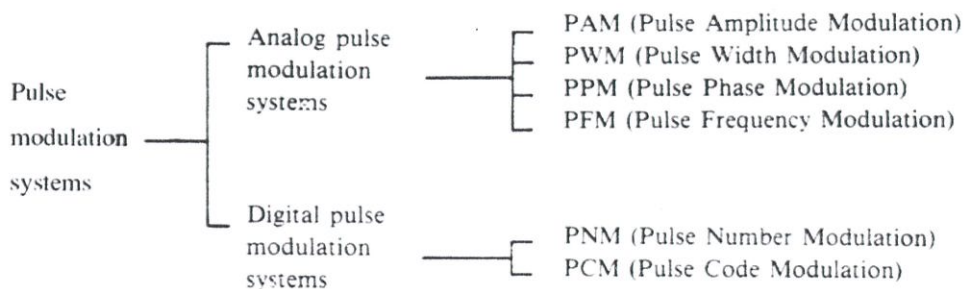 Pulse
modulation
systems
Analog pulse
modulation
systems
PAM (Pulse Amplitude Modulation)
PWM (Pulse Width Modulation)
PPM (Pulse Phase Modulation)
PFM (Pulse Frequency Modulation)
Digital pulse
modulation
systems
PNM (Pulse Number Modulation)
PCM (Pulse Code Modulation)